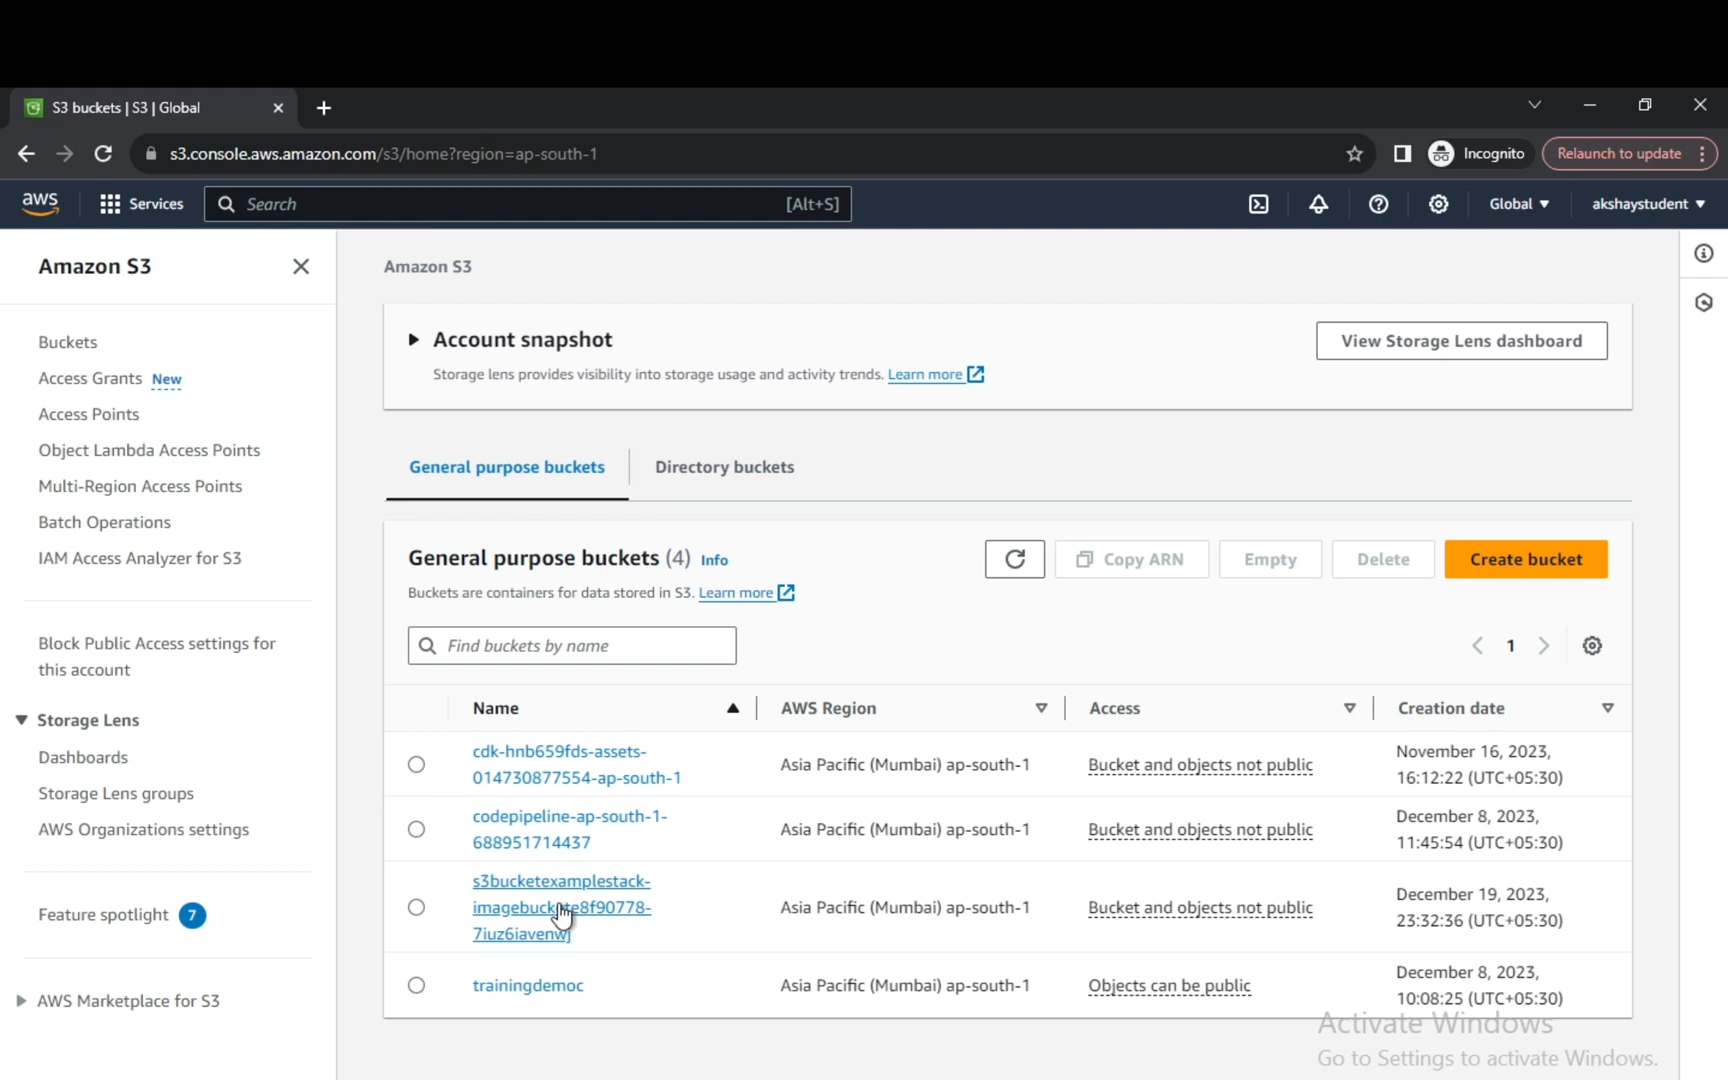 S3 buckets | S3 | Global
s3.console.aws.amazon.com/s3/home?region=ap-south-1
Incognito
Relaunch to update
aws
Services
Search
[Alt+S]
Global
akshaystudent
Amazon S3
Buckets
Access Grants New
Access Points
Object Lambda Access Points
Multi-Region Access Points
Batch Operations
IAM Access Analyzer for S3
Block Public Access settings for
this account
Storage Lens
Dashboards
Storage Lens groups
AWS Organizations settings
Feature spotlight 7
AWS Marketplace for S3
Amazon S3
Account snapshot
View Storage Lens dashboard
Storage lens provides visibility into storage usage and activity trends. Learn more
General purpose buckets
Directory buckets
General purpose buckets (4) Info
Copy ARN
Empty
Delete
Create bucket
Buckets are containers for data stored in S3. Learn more
Find buckets by name
1
Name
AWS Region
Access
Creation date
cdk-hnb659fds-assets-
014730877554-ap-south-1
Asia Pacific (Mumbai) ap-south-1
Bucket and objects not public
November 16, 2023,
16:12:22 (UTC+05:30)
codepipeline-ap-south-1-
688951714437
Asia Pacific (Mumbai) ap-south-1
Bucket and objects not public
December 8, 2023,
11:45:54 (UTC+05:30)
s3bucketexamplestack-
7iuz6iavenwj
Asia Pacific (Mumbai) ap-south-1
Bucket and objects not public
December 19, 2023,
23:32:36 (UTC+05:30)
trainingdemoc
Asia Pacific (Mumbai) ap-south-1
Objects can be public
December 8, 2023,
10:08:25 (UTC+05:30)
Activate Windows
Go to Settings to activate Windows.